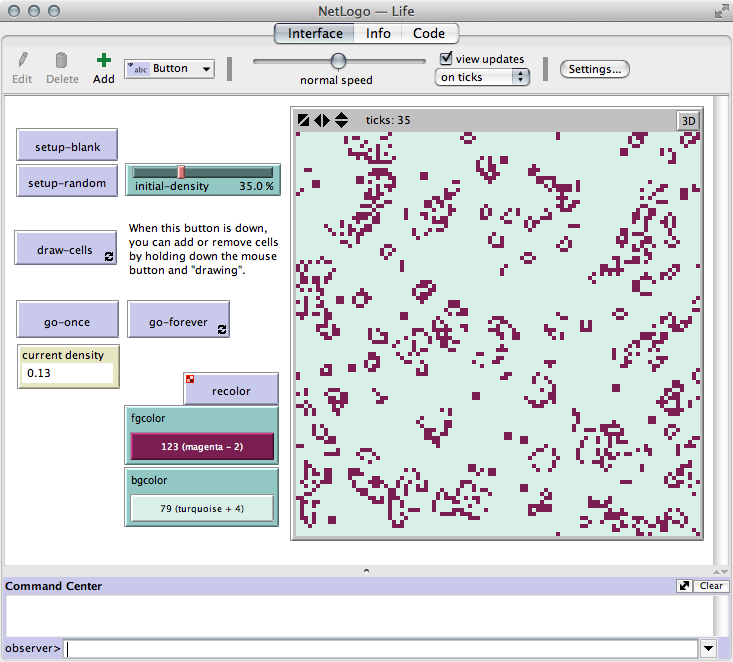 NetLogo — Life
Interface Info Code
Edit Delete Add
abc Button
normal speed
view updates
on ticks
Settings...
ticks: 35
3D
setup-blank
setup-random
initial-density 35.0 %
draw-cells
When this button is down,
you can add or remove cells
by holding down the mouse
button and "drawing".
go-once
go-forever
current density
0.13
recolor
fgcolor
123 (magenta - 2)
bgcolor
79 (turquoise + 4)
Command Center
Clear
observer>